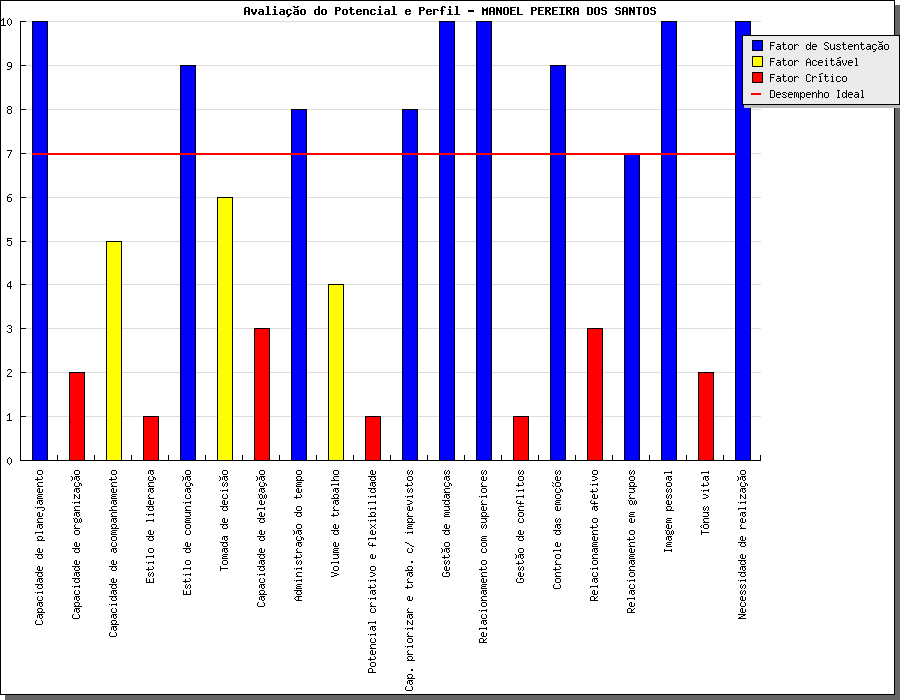 Avaliação do Potencial e Perfil - MANOEL PEREIRA DOS SANTOS
10
9
8
7
6
5
4
3
2
1
0
Fator de Sustentação
Fator Aceitável
Fator Crítico
Desempenho Ideal
Capacidade de planejamento
Capacidade de organização
Capacidade de acompanhamento
Estilo de liderança
Estilo de comunicação
Tomada de decisão
Capacidade de delegação
Administração do tempo
Volume de trabalho
Potencial criativo e flexibilidade
Cap. priorizar e trab. c/ imprevistos
Gestão de mudanças
Relacionamento com superiores
Gestão de conflitos
Controle das emoções
Relacionamento afetivo
Relacionamento em grupos
Imagem pessoal
Tônus vital
Necessidade de realização